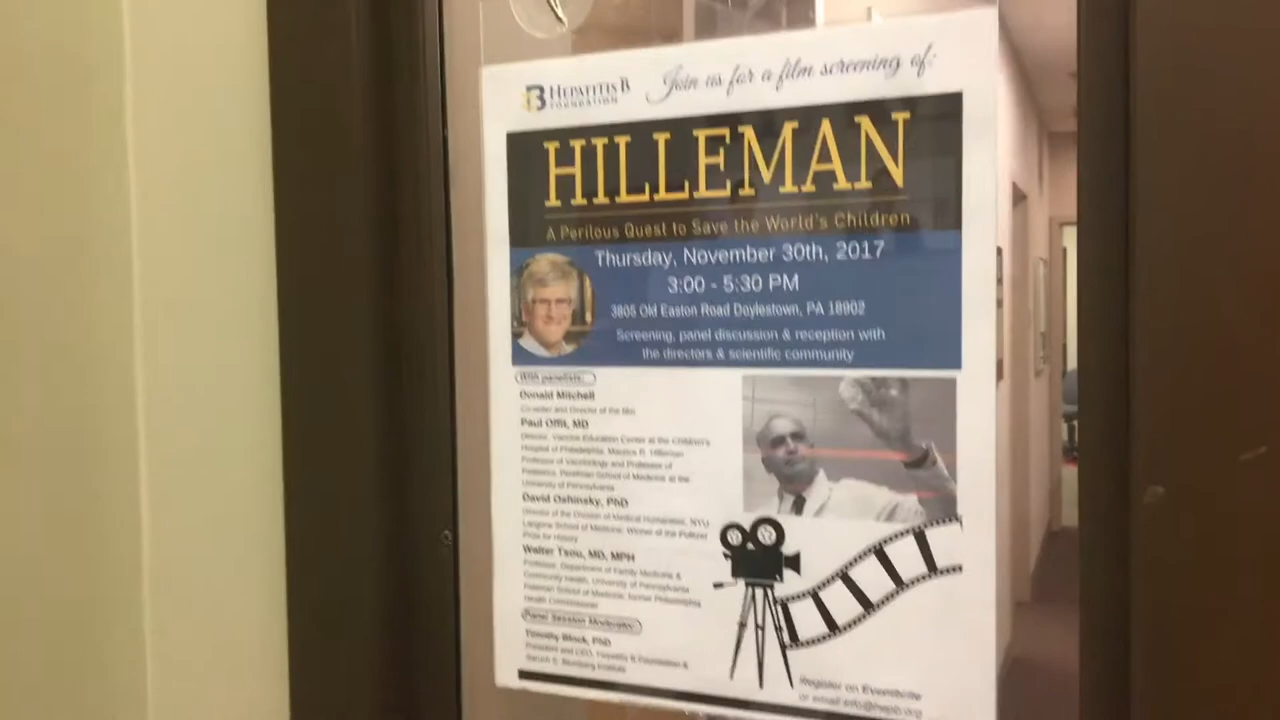 HEPATITIS B
FOUNDATION
Join us for a film screening of:
HILLEMAN
A Perilous Quest to Save the World's Children
Thursday, November 30th, 2017
3:00 - 5:30 PM
3805 Old Easton Road Doylestown, PA 18902
Screening, panel discussion & reception with
the directors & scientific community
With panelists:
Donald Mitchell
Co-writer and Director of the film
Paul Offit, MD
Director, Vaccine Education Center at the Children's
Hospital of Philadelphia, Maurice R. Hilleman
Professor of Vaccinology and Professor of
Pediatrics, Perelman School of Medicine at the
University of Pennsylvania
David Oshinsky, PhD
Director of the Division of Medical Humanities, NYU
Langone School of Medicine, Winner of the Pulitzer
Prize for History
Walter Tsou, MD, MPH
Professor, Department of Family Medicine &
Community Health, University of Pennsylvania
Perelman School of Medicine, former Philadelphia
Health Commissioner
Panel Session Moderator:
Timothy Block, PhD
President and CEO, Hepatitis B Foundation &
Baruch S. Blumberg Institute
Register on Eventbrite
or email info@hepb.org